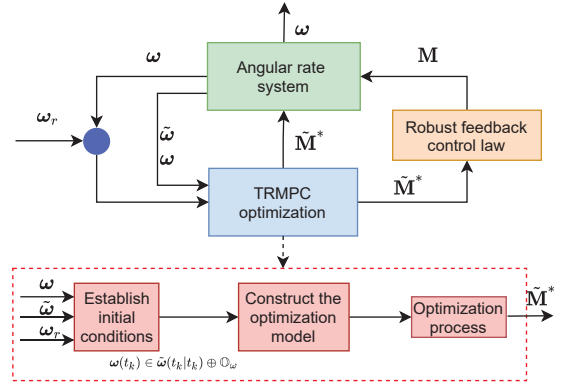 ω
ω
Angular rate
system
M
ω_r
ω̃
ω
M̃*
Robust feedback
control law
TRMPC
optimization
M̃*
ω
ω̃
ω_r
Establish
initial
conditions
Construct the
optimization
model
Optimization
process
M̃*
ω(t_k) ∈ ω̃(t_k|t_k) ⊕ 𝕆_ω